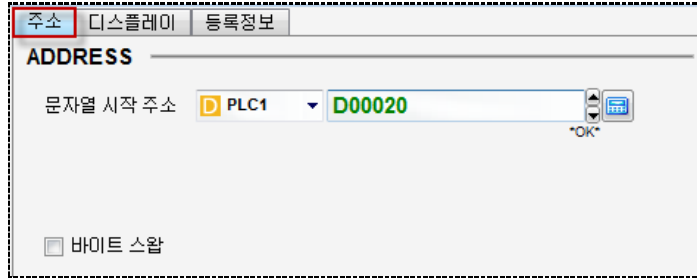 주소 디스플레이 등록정보
ADDRESS
문자열 시작 주소 D PLC1 D00020
*OK*
바이트 스왑